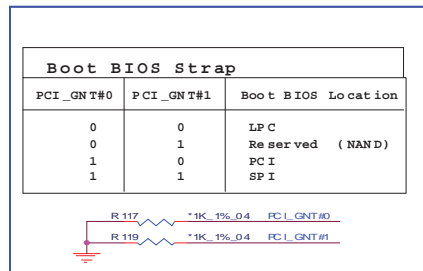 Boot BIOS Strap
PCI_GNT#0 PCI_GNT#1 Boot BIOS Location
0 0 LPC
0 1 Reserved (NAND)
1 0 PCI
1 1 SPI
R117 *1K_1%_04 PCI_GNT#0
R119 *1K_1%_04 PCI_GNT#1